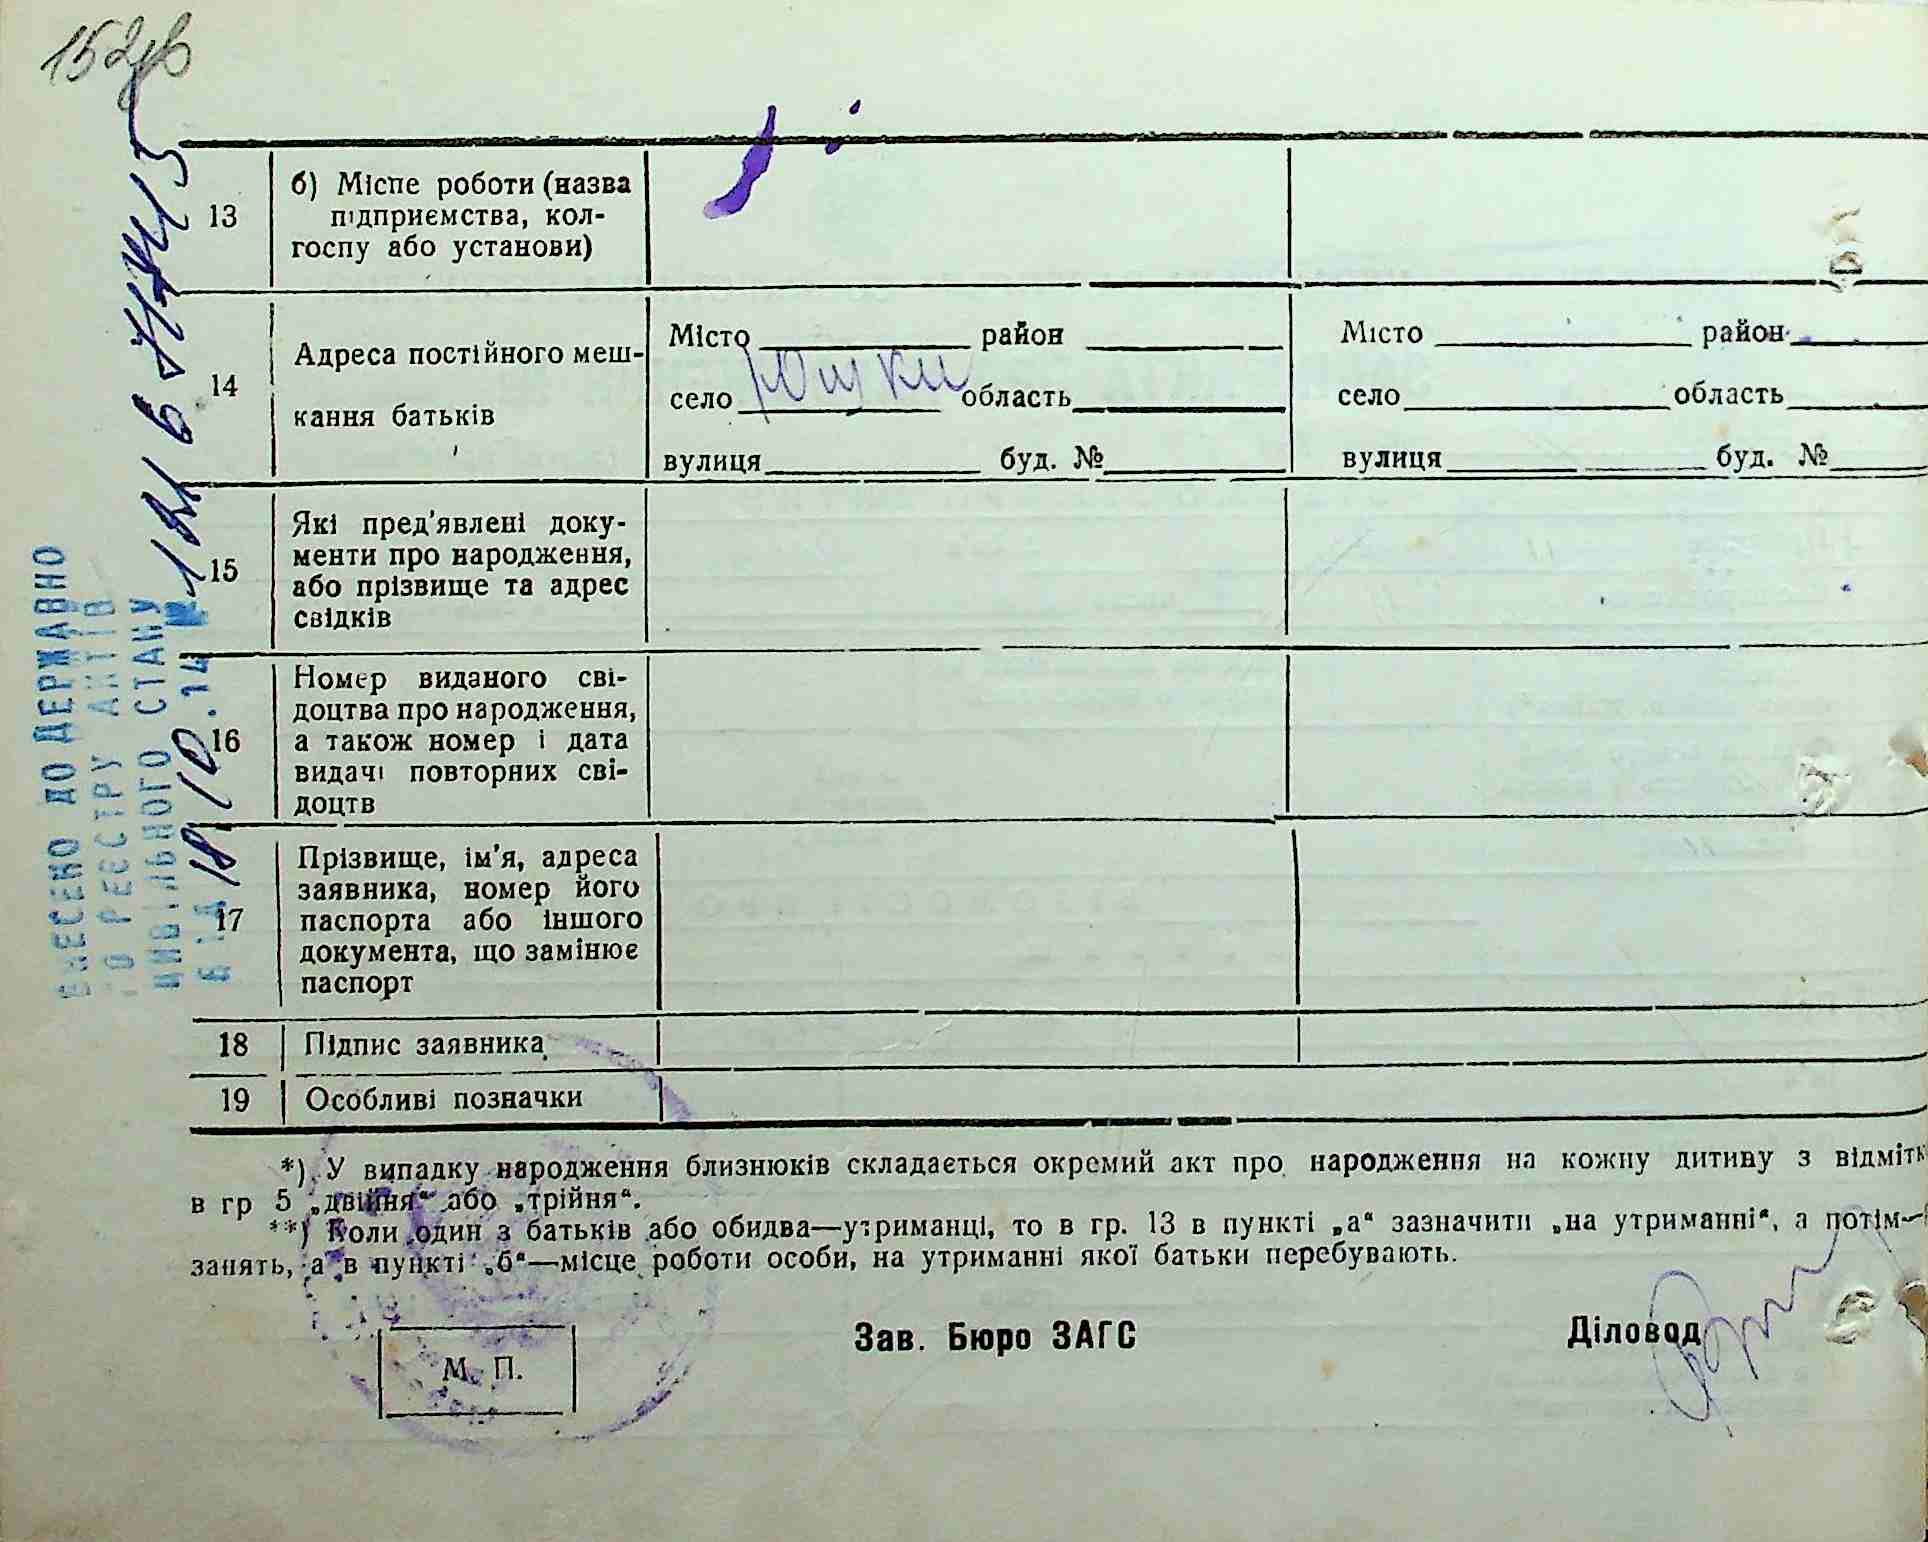 152зв
13
б) Місце роботи (назва
підприємства, кол-
госпу або установи)
14
Адреса постійного меш-
кання батьків
Місто район
село Юшки область
вулиця буд. №
Місто район
село область
вулиця буд. №
15
Які пред'явлені доку-
менти про народження,
або прізвище та адрес
свідків
16
Номер виданого сві-
доцтва про народження,
а також номер і дата
видачі повторних сві-
доцтв
17
Прізвище, ім'я, адреса
заявника, номер його
паспорта або іншого
документа, що замінює
паспорт
18
Підпис заявника
19
Особливі позначки
*) У випадку народження близнюків складається окремий акт про народження на кожну дитину з відмітк
в гр 5 „двійня“ або „трійня“.
**) Коли один з батьків або обидва—утриманці, то в гр. 13 в пункті „а“ зазначити „на утриманні“, а потім—
занять, а в пункті „б“—місце роботи особи, на утриманні якої батьки перебувають.
М. П.
Зав. Бюро ЗАГС
Діловод
ВНЕСЕНО ДО ДЕРЖАВНО
ГО РЕЄСТРУ АКТІВ
ЦИВІЛЬНОГО СТАНУ